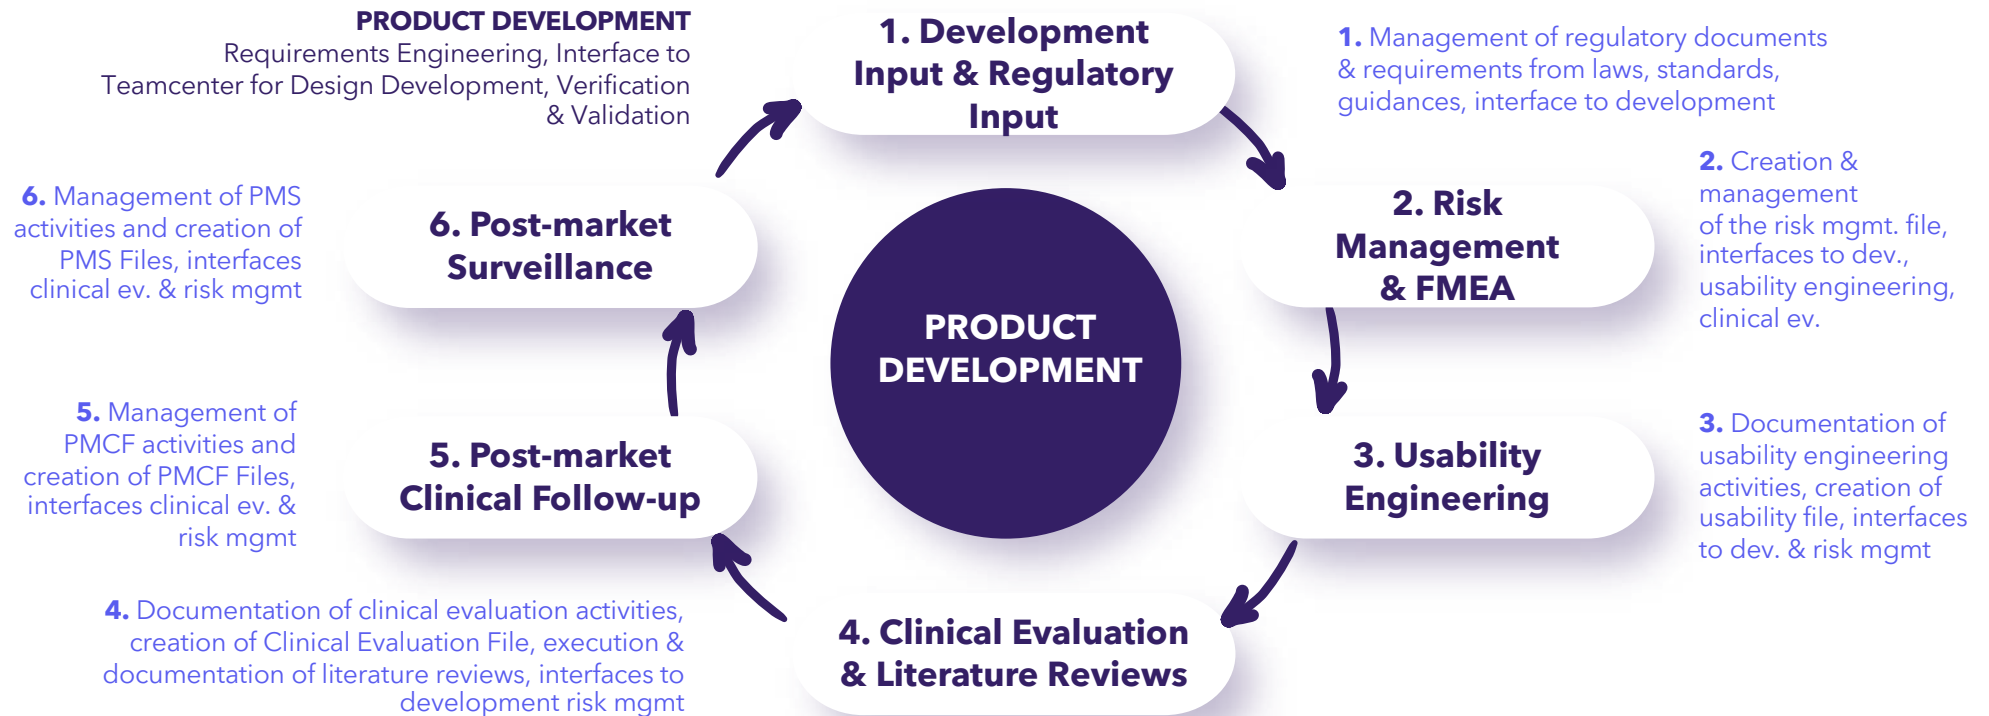 PRODUCT DEVELOPMENT
Requirements Engineering, Interface to
Teamcenter for Design Development, Verification
& Validation
1. Development
Input & Regulatory
Input
1. Management of regulatory documents
& requirements from laws, standards,
guidances, interface to development
2. Risk
Management
& FMEA
2. Creation &
management
of the risk mgmt. file,
interfaces to dev.,
usability engineering,
clinical ev.
3. Usability
Engineering
3. Documentation of
usability engineering
activities, creation of
usability file, interfaces
to dev. & risk mgmt
4. Clinical Evaluation
& Literature Reviews
4. Documentation of clinical evaluation activities,
creation of Clinical Evaluation File, execution &
documentation of literature reviews, interfaces to
development risk mgmt
5. Post-market
Clinical Follow-up
5. Management of
PMCF activities and
creation of PMCF Files,
interfaces clinical ev. &
risk mgmt
6. Post-market
Surveillance
6. Management of PMS
activities and creation of
PMS Files, interfaces
clinical ev. & risk mgmt
PRODUCT
DEVELOPMENT